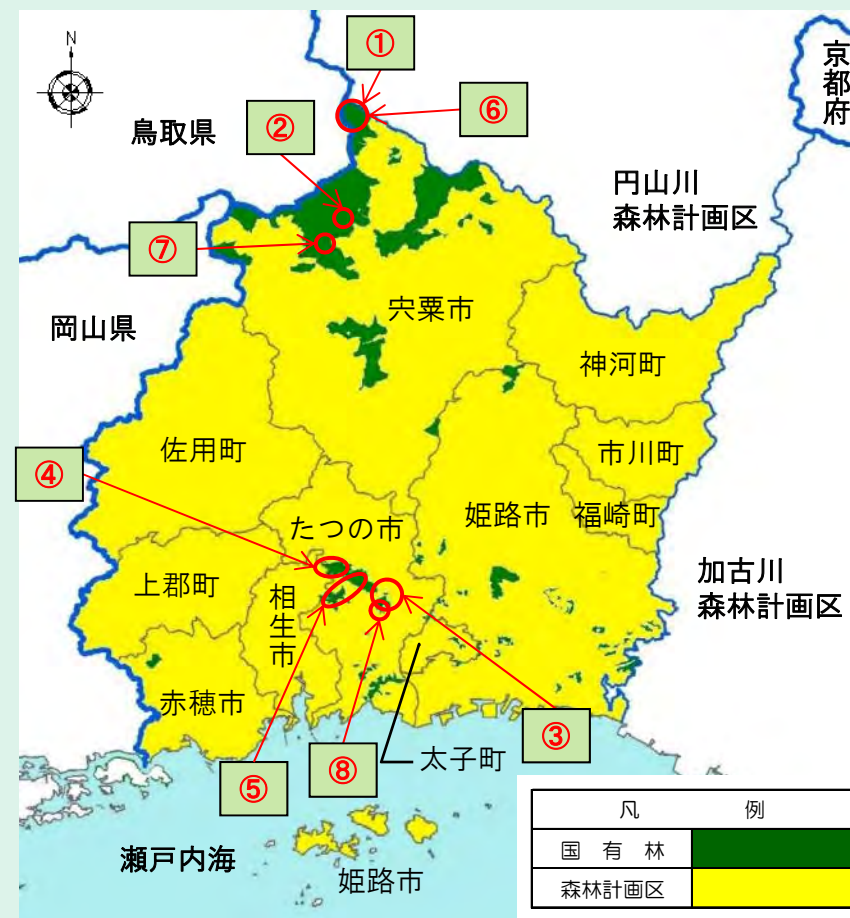 N
①
⑥
②
⑦
鳥取県
京都府
円山川
森林計画区
宍粟市
岡山県
神河町
佐用町
市川町
④
たつの市
姫路市
福崎町
上郡町
相生市
加古川
森林計画区
赤穂市
③
太子町
⑤
⑧
瀬戸内海
姫路市
凡 例
国 有 林
森林計画区